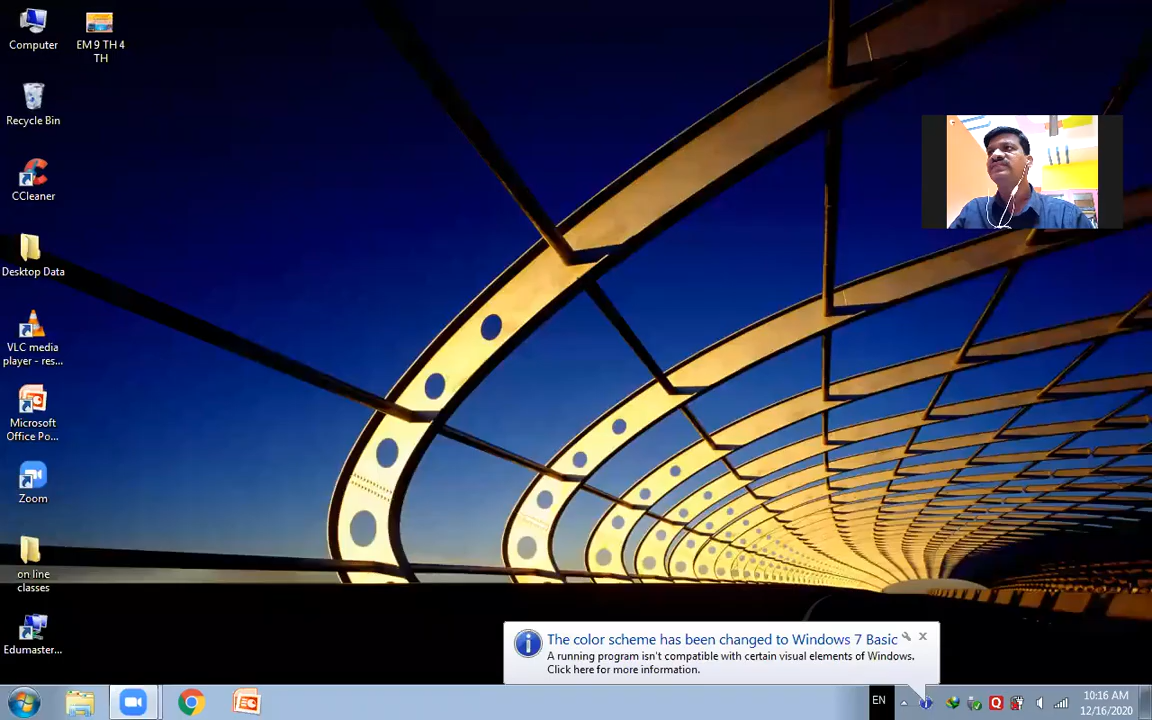 Computer
EM 9 TH 4
TH
Recycle Bin
CCleaner
Desktop Data
VLC media
player - res...
Microsoft
Office Po...
Zoom
on line
classes
Edumaster...
The color scheme has been changed to Windows 7 Basic
A running program isn't compatible with certain visual elements of Windows.
Click here for more information.
EN
10:16 AM
12/16/2020